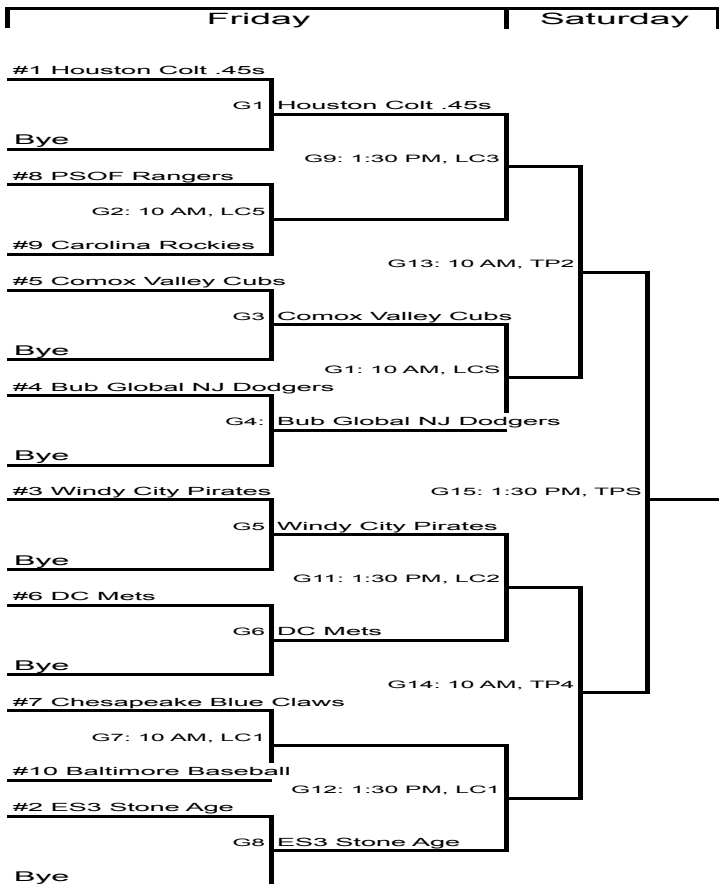 Friday Saturday
#1 Houston Colt .45s
G1 Houston Colt .45s
Bye
G9: 1:30 PM, LC3
#8 PSOF Rangers
G2: 10 AM, LC5
#9 Carolina Rockies
G13: 10 AM, TP2
#5 Comox Valley Cubs
G3 Comox Valley Cubs
Bye
G1: 10 AM, LCS
#4 Bub Global NJ Dodgers
G4: Bub Global NJ Dodgers
Bye
#3 Windy City Pirates
G15: 1:30 PM, TPS
G5 Windy City Pirates
Bye
G11: 1:30 PM, LC2
#6 DC Mets
G6 DC Mets
Bye
G14: 10 AM, TP4
#7 Chesapeake Blue Claws
G7: 10 AM, LC1
#10 Baltimore Baseball
G12: 1:30 PM, LC1
#2 ES3 Stone Age
G8 ES3 Stone Age
Bye